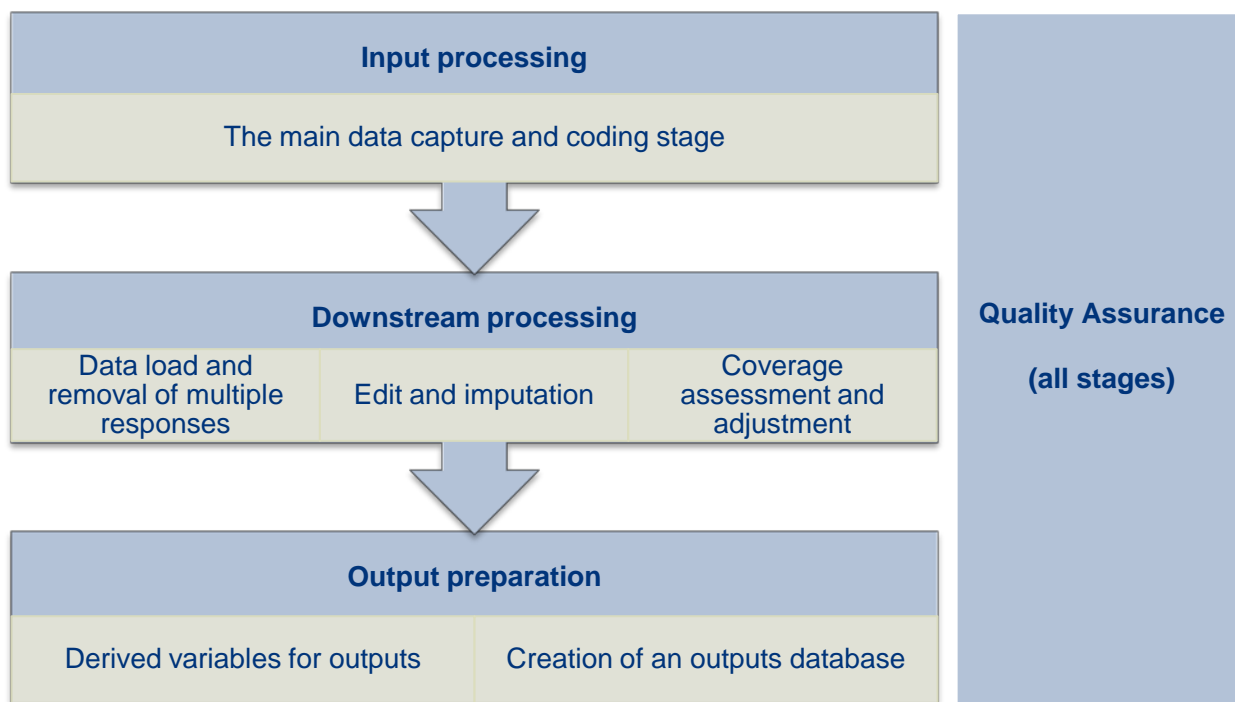 Input processing
The main data capture and coding stage
Downstream processing
Data load and
removal of multiple
responses
Edit and imputation
Coverage
assessment and
adjustment
Output preparation
Derived variables for outputs
Creation of an outputs database
Quality Assurance
(all stages)